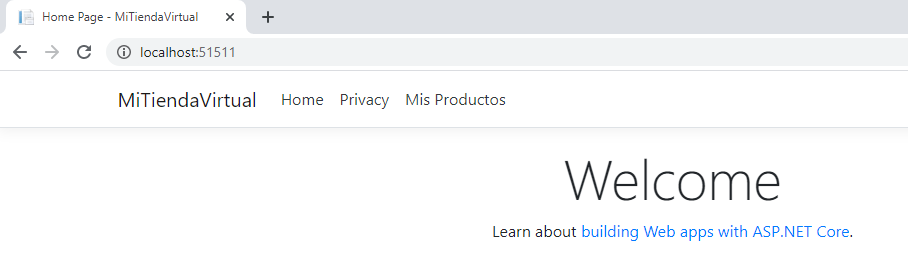 Home Page - MiTiendaVirtual
localhost:51511
MiTiendaVirtual Home Privacy Mis Productos
Welcome
Learn about building Web apps with ASP.NET Core.